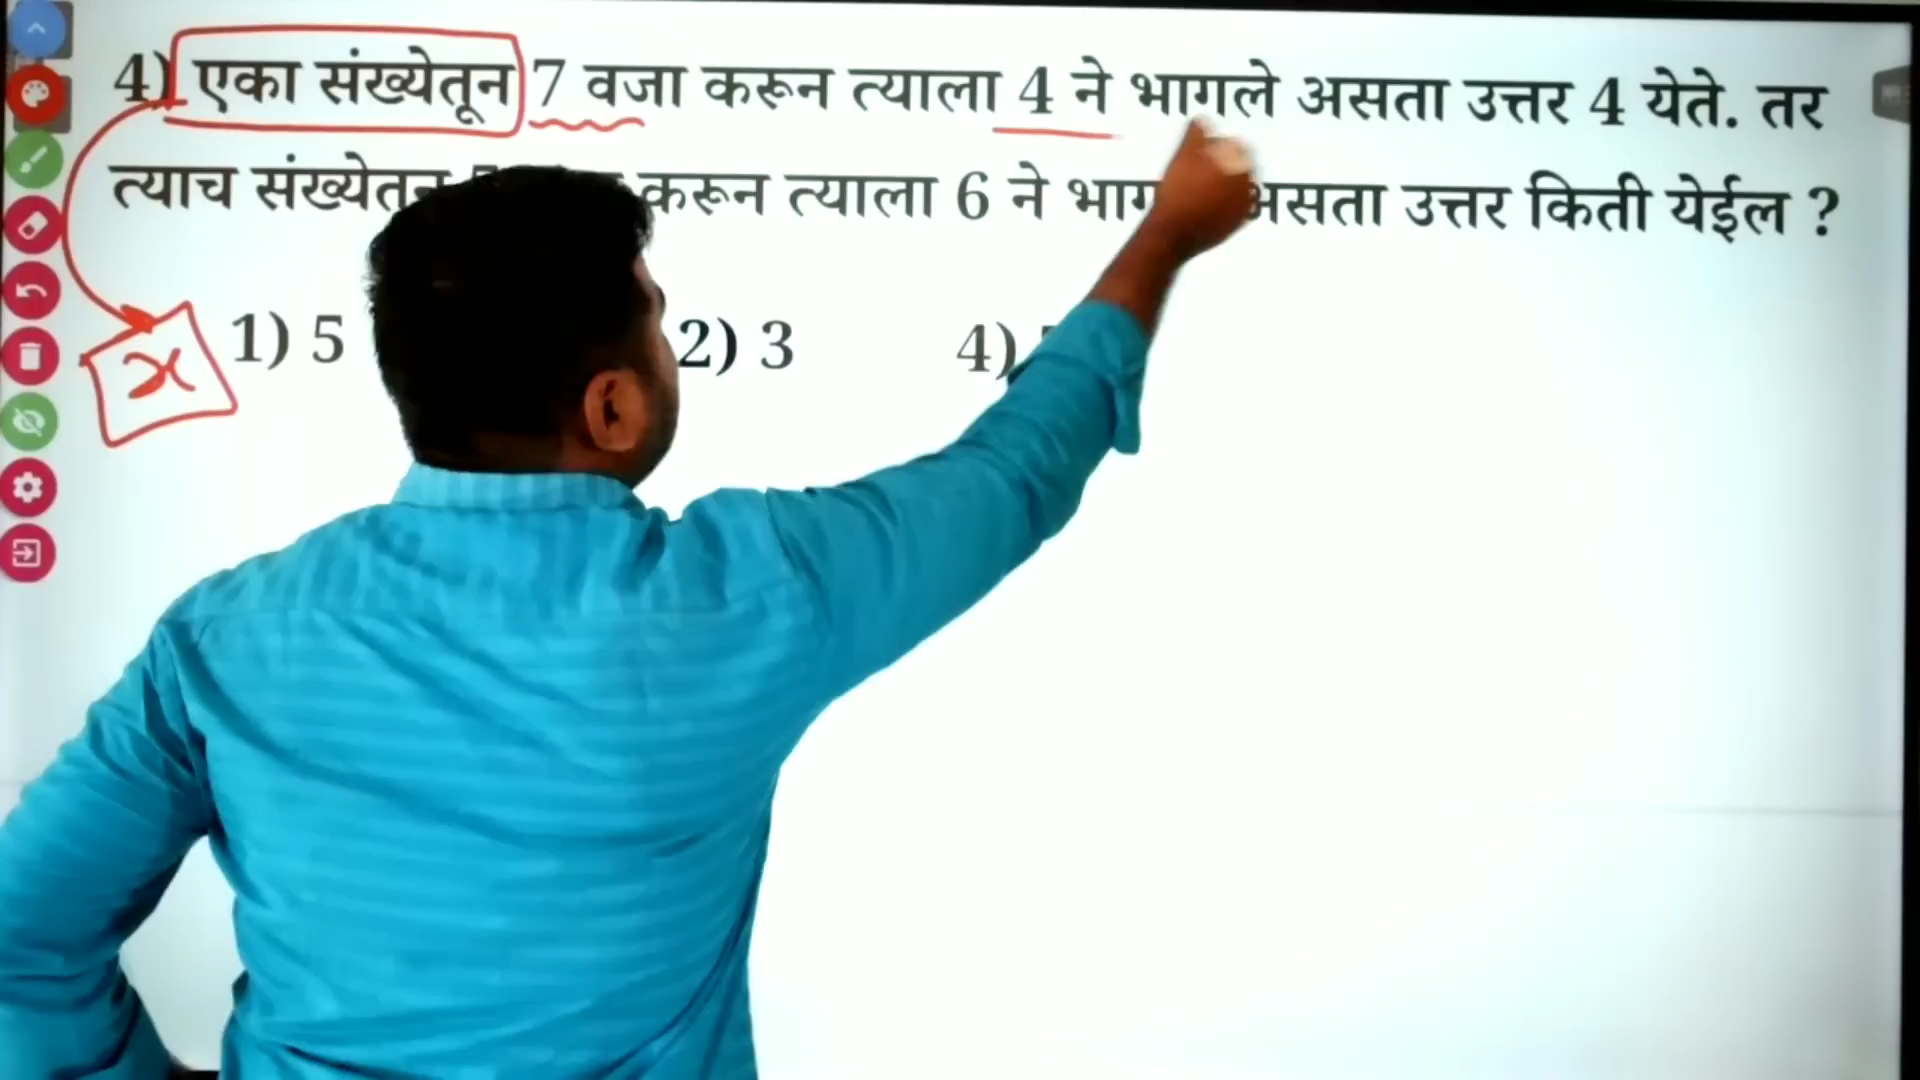 4) एका संख्येतून 7 वजा करून त्याला 4 ने भागले असता उत्तर 4 येते. तर
त्याच करून त्याला 6 ने असता उत्तर किती येईल ?
x
1) 5 2) 3 4)